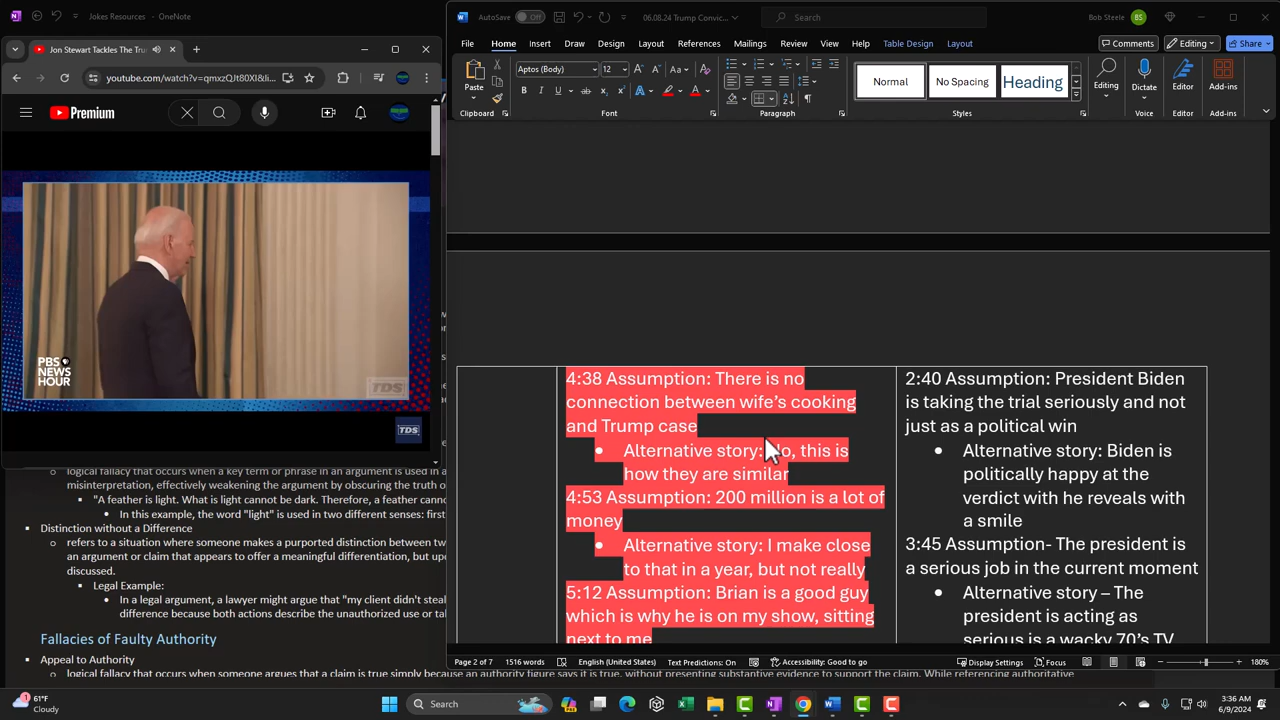 Jokes Resources - OneNote
AutoSave
Off
06.08.24 Trump Convic...
Search
Bob Steele
BS
Jon Stewart Tackles The Tru
File
Home
Insert
Draw
Design
Layout
References
Mailings
Review
View
Help
Table Design
Layout
Comments
Editing
Share
youtube.com/watch?v=qmxzQJt80XI&li...
Paste
Aptos (Body)
12
Aa
Normal
No Spacing
Heading
Editing
Dictate
Editor
Add-ins
Clipboard
Font
Paragraph
Styles
Voice
Editor
Add-ins
Premium
PBS
NEWS
HOUR
TDS
TDS
4:38 Assumption: There is no
connection between wife's cooking
and Trump case
• Alternative story: No, this is
how they are similar
4:53 Assumption: 200 million is a lot of
money
• Alternative story: I make close
to that in a year, but not really
5:12 Assumption: Brian is a good guy
which is why he is on my show, sitting
next to me
2:40 Assumption: President Biden
is taking the trial seriously and not
just as a political win
• Alternative story: Biden is
politically happy at the
verdict with he reveals with
a smile
3:45 Assumption- The president is
a serious job in the current moment
• Alternative story – The
president is acting as
serious is a wacky 70's TV
logical fallacy that occurs when a key term or phrase in an argument is used in
misinterpretation, effectively weakening the argument by obscuring the true
• "A feather is light. What is light cannot be dark. Therefore, a feather cannot
• In this example, the word "light" is used in two different senses: first
• Distinction without a Difference
• refers to a situation where someone makes a purported distinction between tw
an argument or claim that appears to offer a meaningful differentiation, but upo
discussed.
• Legal Example:
• In a legal argument, a lawyer might argue that "my client didn't steal
difference because both actions describe the unauthorized use or ta
Fallacies of Faulty Authority
• Appeal to Authority
• logical fallacy that occurs when someone argues that a claim is true simply because an authority figure says it is true, without presenting substantive evidence to support the claim. While referencing authoritative
Page 2 of 7
1516 words
English (United States)
Text Predictions: On
Accessibility: Good to go
Display Settings
Focus
180%
61°F
Cloudy
Search
3:36 AM
6/9/2024